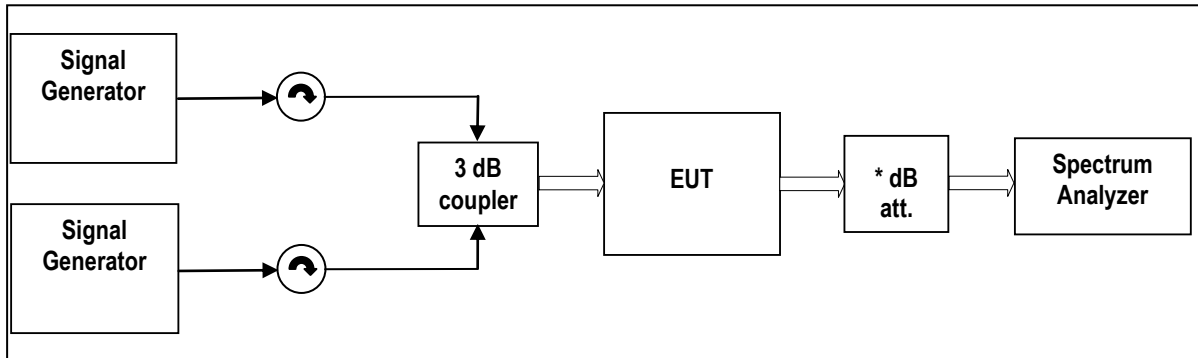 Signal
Generator
3 dB
coupler
EUT
* dB
att.
Spectrum
Analyzer
Signal
Generator